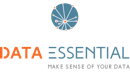 DATA ESSENTIAL
MAKE SENSE OF YOUR DATA